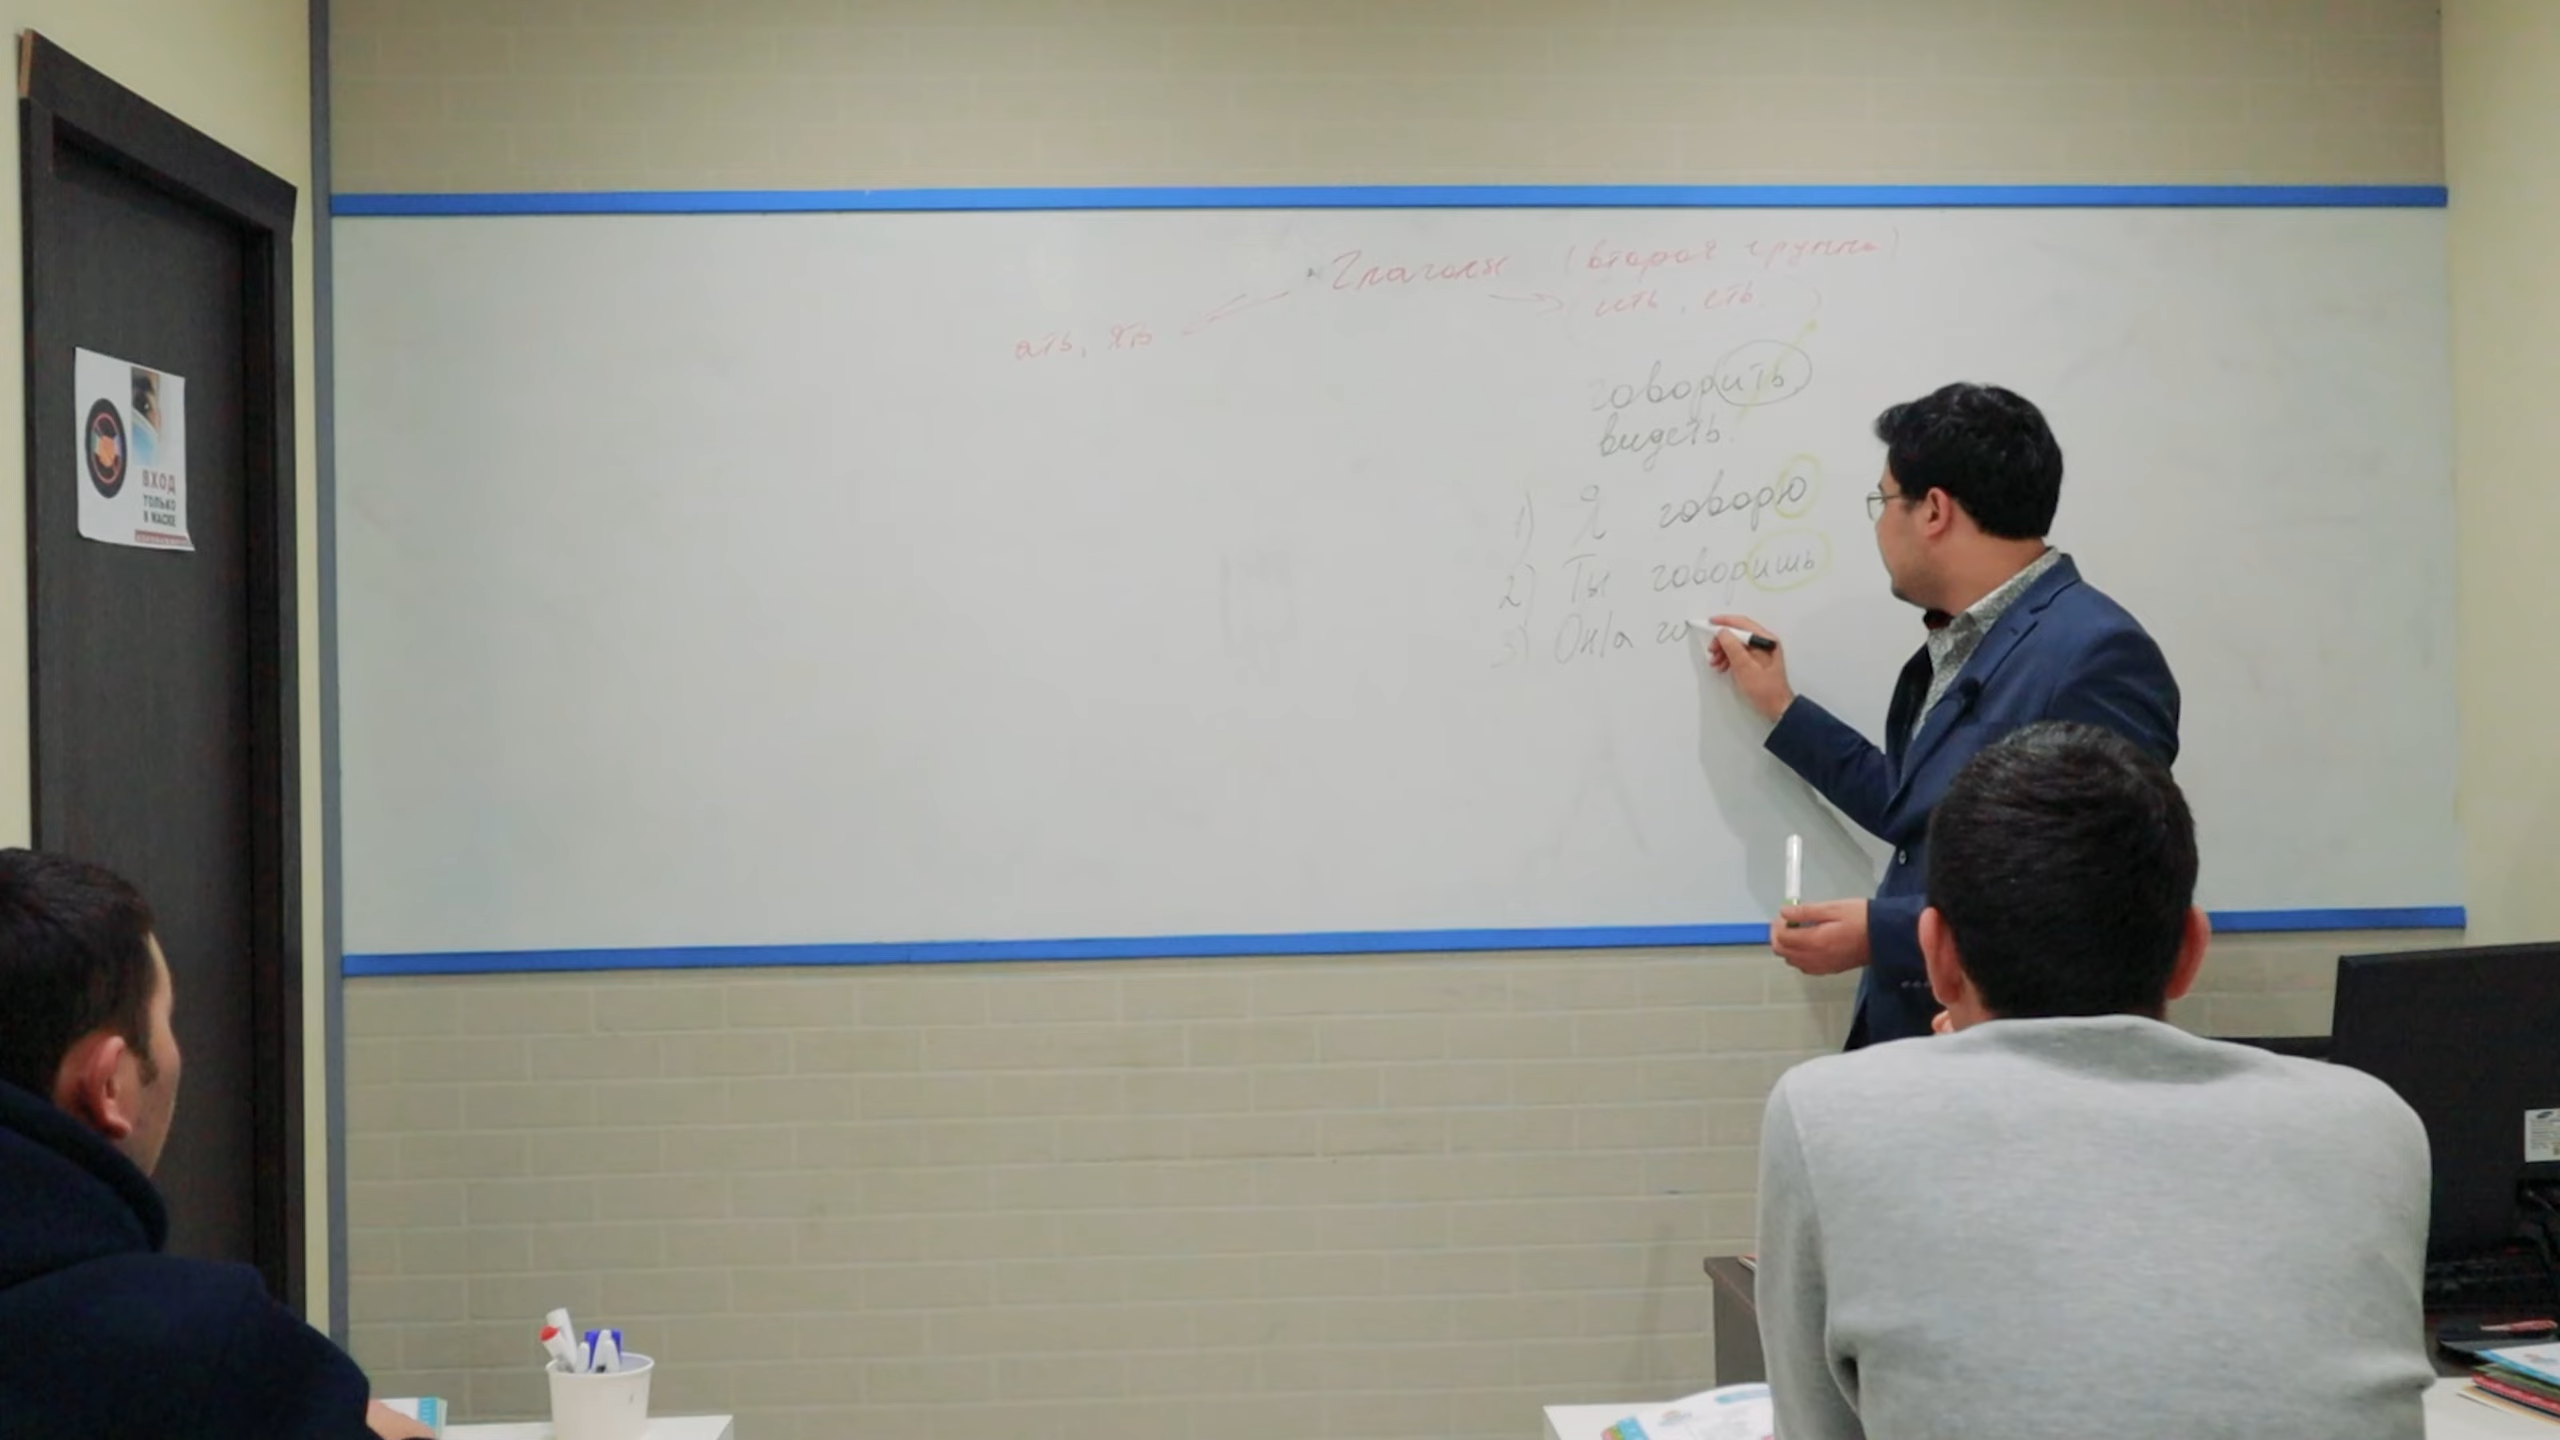 Глаголы (вторая группа)
ать, ять
ить, еть
говорить
видеть
1) Я говорю
2) Ты говоришь
3) Он/а го
ВХОД
ТОЛЬКО
В МАСКЕ